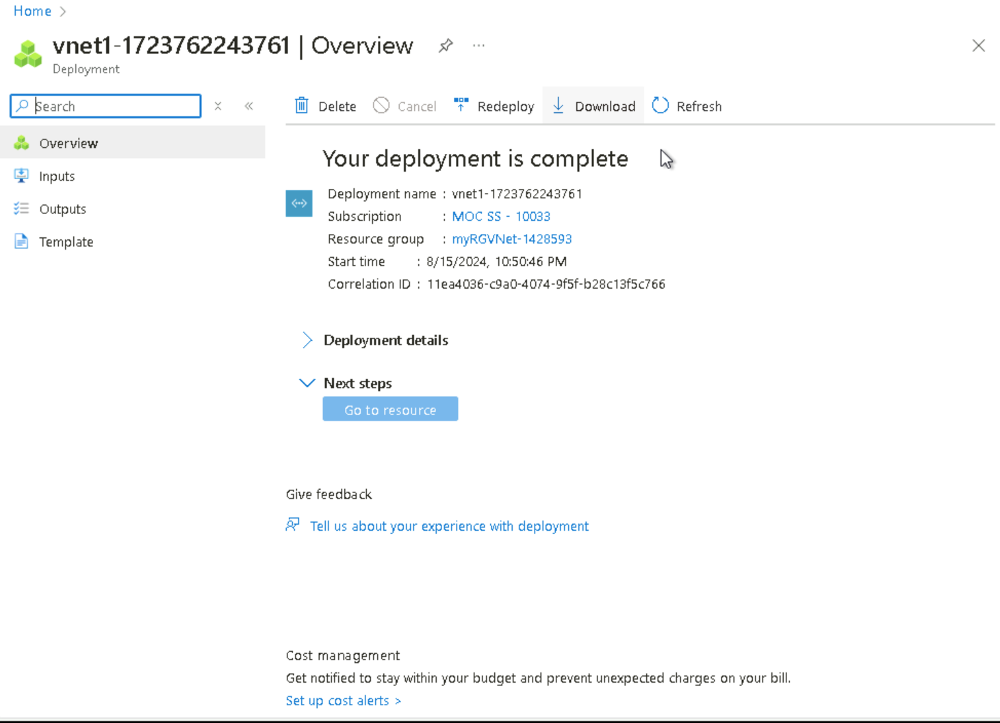 Home >
vnet1-1723762243761 | Overview ...
Deployment
Search
Delete Cancel Redeploy Download Refresh
Overview
Inputs
Outputs
Template
Your deployment is complete
Deployment name : vnet1-1723762243761
Subscription : MOC SS - 10033
Resource group : myRGVNet-1428593
Start time : 8/15/2024, 10:50:46 PM
Correlation ID : 11ea4036-c9a0-4074-9f5f-b28c13f5c766
Deployment details
Next steps
Go to resource
Give feedback
Tell us about your experience with deployment
Cost management
Get notified to stay within your budget and prevent unexpected charges on your bill.
Set up cost alerts >